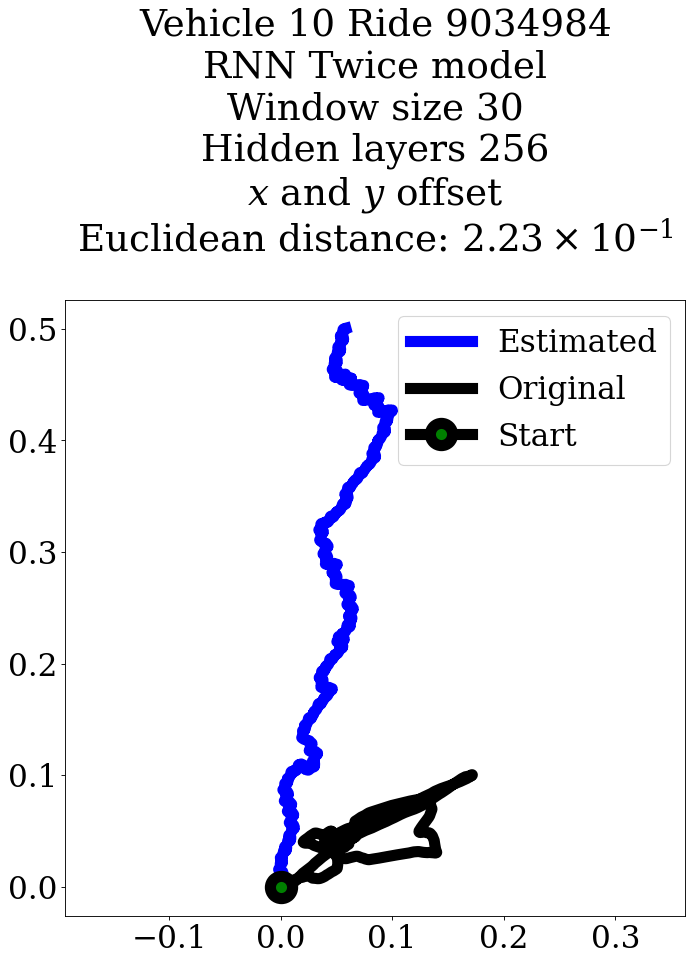 Vehicle 10 Ride 9034984
RNN Twice model
Window size 30
Hidden layers 256
x and y offset
Euclidean distance: 2.23 × 10⁻¹
0.5
0.4
0.3
0.2
0.1
0.0
Estimated
Original
Start
−0.1 0.0 0.1 0.2 0.3